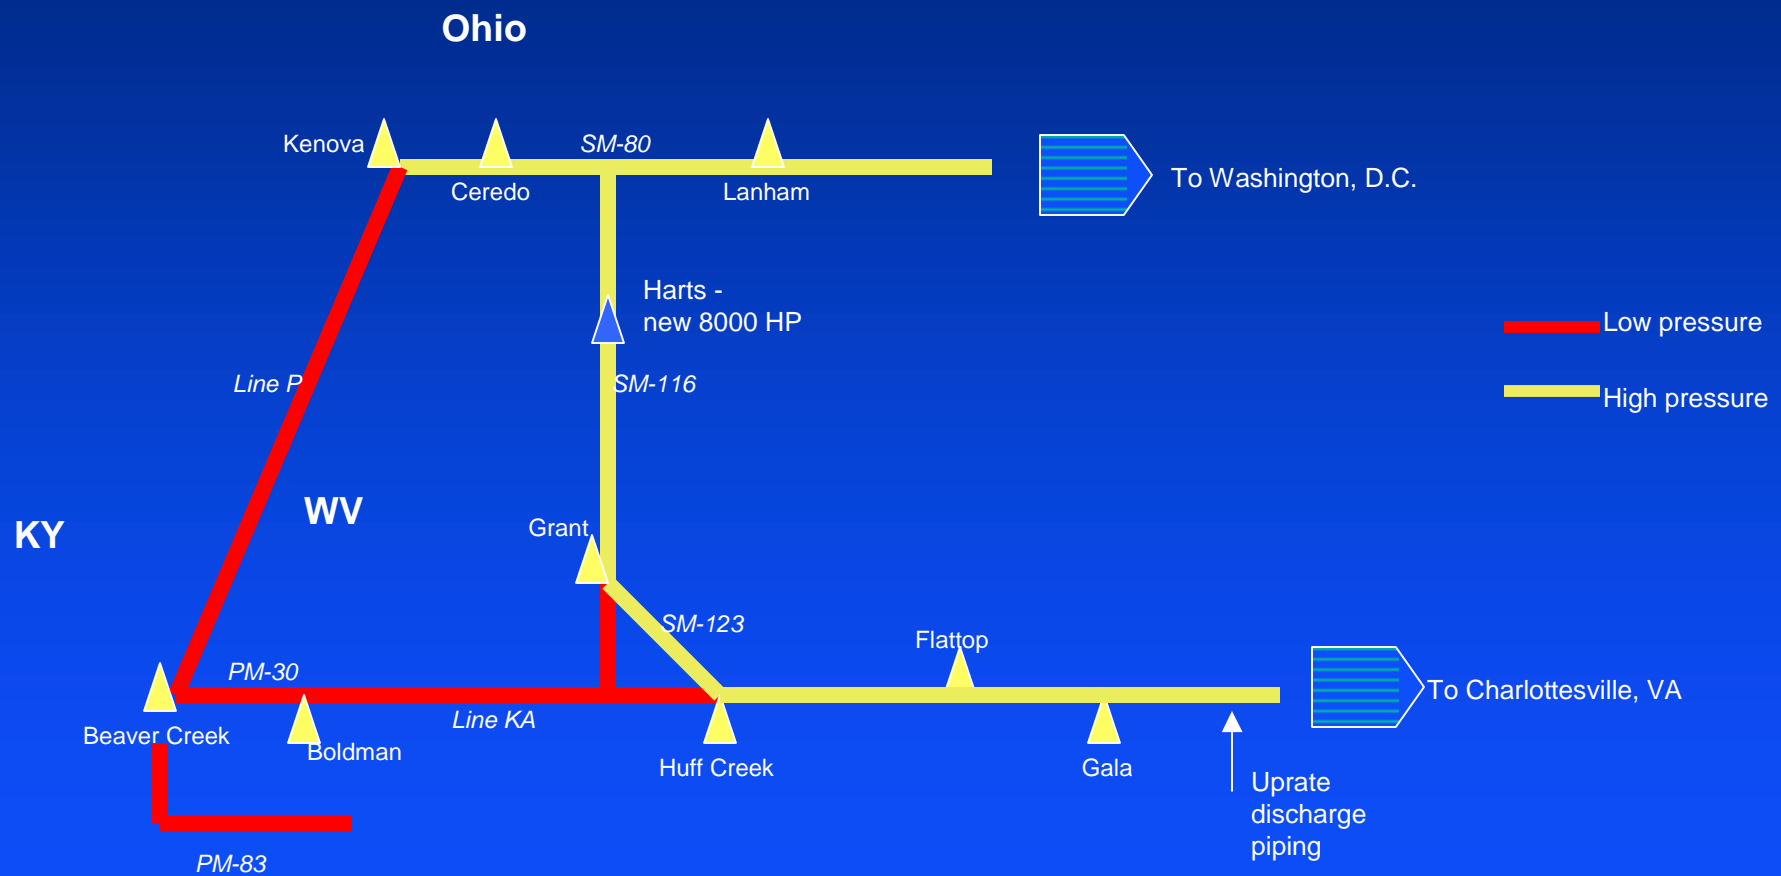 Ohio
Kenova
SM-80
Ceredo
Lanham
To Washington, D.C.
Harts -
new 8000 HP
Low pressure
Line P
SM-116
High pressure
WV
KY
Grant
SM-123
Flattop
PM-30
To Charlottesville, VA
Line KA
Beaver Creek
Boldman
Huff Creek
Gala
Uprate
discharge
piping
PM-83